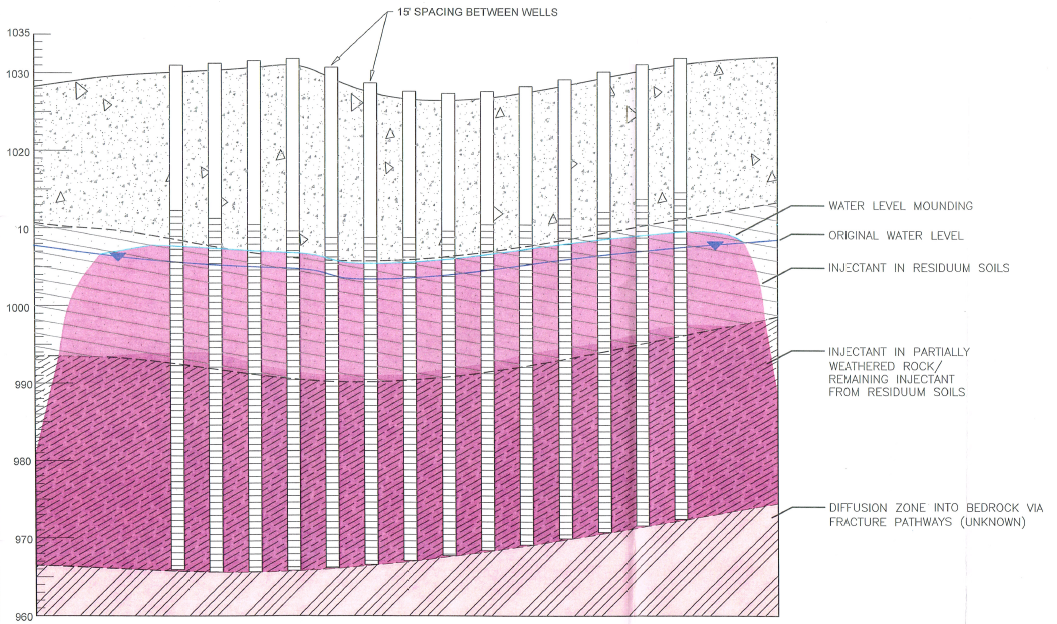 15' SPACING BETWEEN WELLS
1035
1030
1020
10
1000
990
980
970
960
WATER LEVEL MOUNDING
ORIGINAL WATER LEVEL
INJECTANT IN RESIDUUM SOILS
INJECTANT IN PARTIALLY
WEATHERED ROCK/
REMAINING INJECTANT
FROM RESIDUUM SOILS
DIFFUSION ZONE INTO BEDROCK VIA
FRACTURE PATHWAYS (UNKNOWN)